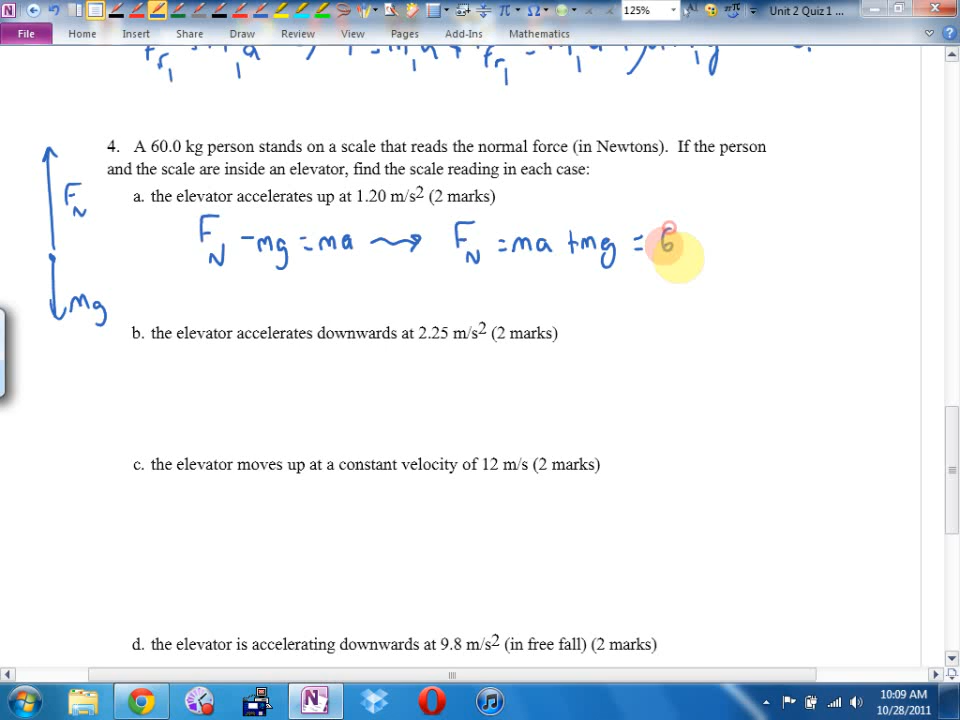 125% Unit 2 Quiz 1 ...
File Home Insert Share Draw Review View Pages Add-Ins Mathematics
4. A 60.0 kg person stands on a scale that reads the normal force (in Newtons). If the person
and the scale are inside an elevator, find the scale reading in each case:
a. the elevator accelerates up at 1.20 m/s2 (2 marks)
F_N
F_N - mg = ma ⟿ F_N = ma + mg = 6
mg
b. the elevator accelerates downwards at 2.25 m/s2 (2 marks)
c. the elevator moves up at a constant velocity of 12 m/s (2 marks)
d. the elevator is accelerating downwards at 9.8 m/s2 (in free fall) (2 marks)
10:09 AM
10/28/2011